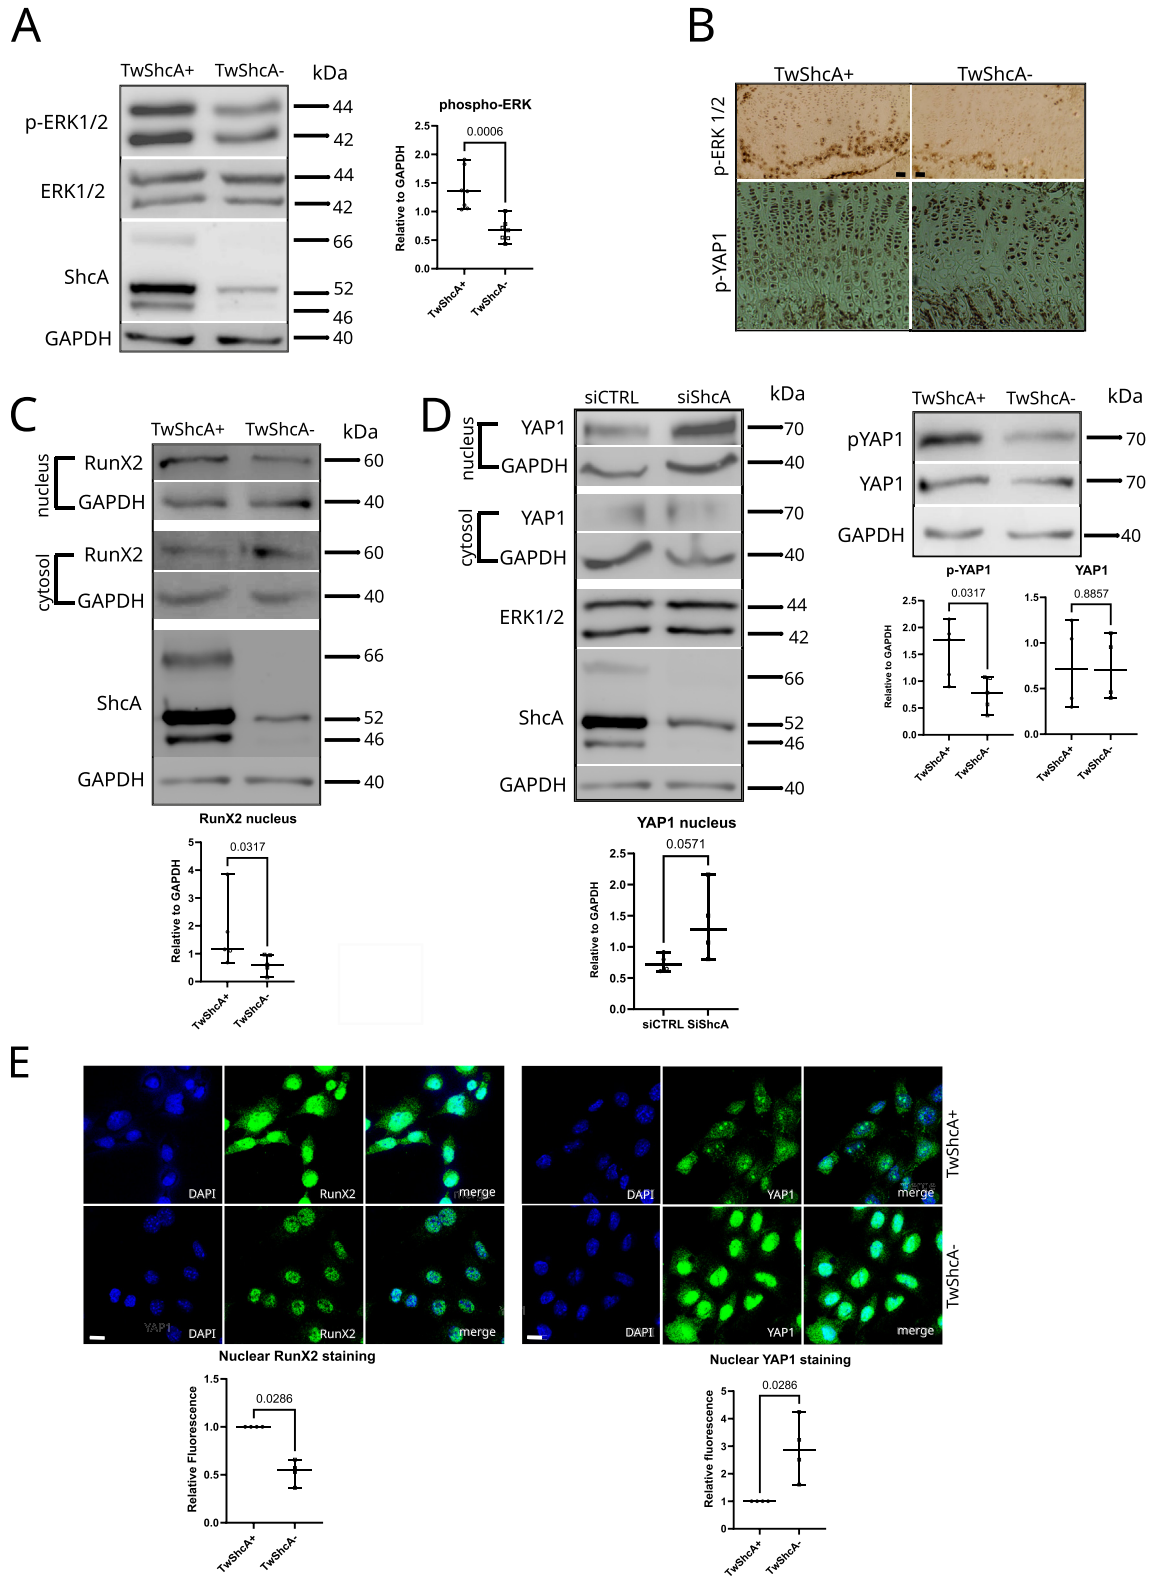 A
TwShcA+ TwShcA- kDa
p-ERK1/2
44
42
ERK1/2
44
42
ShcA
66
52
46
GAPDH
40
phospho-ERK
0.0006
Relative to GAPDH
2.5
2.0
1.5
1.0
0.5
0.0
TwShcA+
TwShcA-
B
TwShcA+ TwShcA-
p-ERK 1/2
p-YAP1
C
TwShcA+ TwShcA- kDa
nucleus
RunX2
60
GAPDH
40
cytosol
RunX2
60
GAPDH
40
ShcA
66
52
46
GAPDH
40
RunX2 nucleus
0.0317
Relative to GAPDH
5
4
3
2
1
0
TwShcA+
TwShcA-
D
siCTRL siShcA kDa
nucleus
YAP1
70
GAPDH
40
cytosol
YAP1
70
GAPDH
40
ERK1/2
44
42
ShcA
66
52
46
GAPDH
40
YAP1 nucleus
0.0571
Relative to GAPDH
2.5
2.0
1.5
1.0
0.5
0.0
siCTRL SiShcA
TwShcA+ TwShcA- kDa
pYAP1
70
YAP1
70
GAPDH
40
p-YAP1
0.0317
Relative to GAPDH
2.5
2.0
1.5
1.0
0.5
0.0
TwShcA+
TwShcA-
YAP1
0.8857
1.5
1.0
0.5
0.0
TwShcA+
TwShcA-
E
DAPI RunX2 merge DAPI YAP1 merge
TwShcA+
DAPI RunX2 merge DAPI YAP1 merge
YAP1
TwShcA-
Nuclear RunX2 staining
0.0286
Relative Fluorescence
1.5
1.0
0.5
0.0
TwShcA+
TwShcA-
Nuclear YAP1 staining
0.0286
Relative fluorescence
5
4
3
2
1
0
TwShcA+
TwShcA-